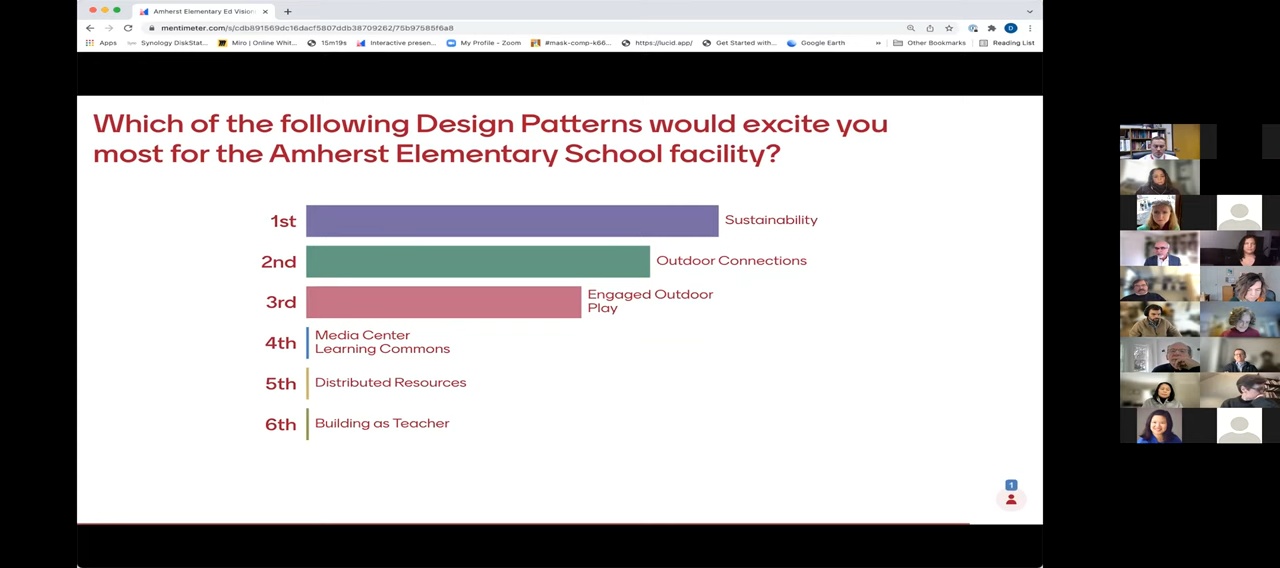 Amherst Elementary Ed Vision
mentimeter.com/s/cdb891569dc16dacf5807ddb38709262/75b97585f6a8
Apps
Synology DiskStat...
Miro | Online Whit...
15m19s
Interactive presen...
My Profile - Zoom
#mask-comp-k66...
https://lucid.app/
Get Started with...
Google Earth
»
Other Bookmarks
Reading List
D
Which of the following Design Patterns would excite you
most for the Amherst Elementary School facility?
1st
Sustainability
2nd
Outdoor Connections
3rd
Engaged Outdoor
Play
4th
Media Center
Learning Commons
5th
Distributed Resources
6th
Building as Teacher
1